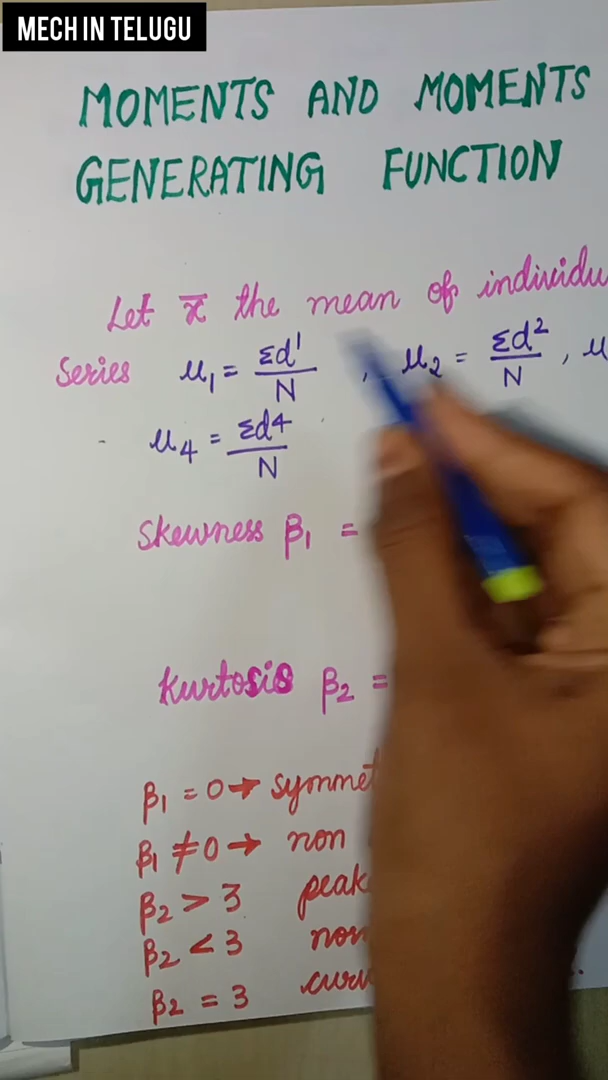 MECH IN TELUGU
MOMENTS AND MOMENTS
GENERATING FUNCTION
Let x̄ the mean of individu
Series μ₁ = Σd¹/N , μ₂ = Σd²/N , μ
μ₄ = Σd4/N
Skewness β₁ =
Kurtosis β₂ =
β₁ = 0 → symmet
β₁ ≠ 0 → non
β₂ > 3 peak
β₂ < 3 non
β₂ = 3 curv